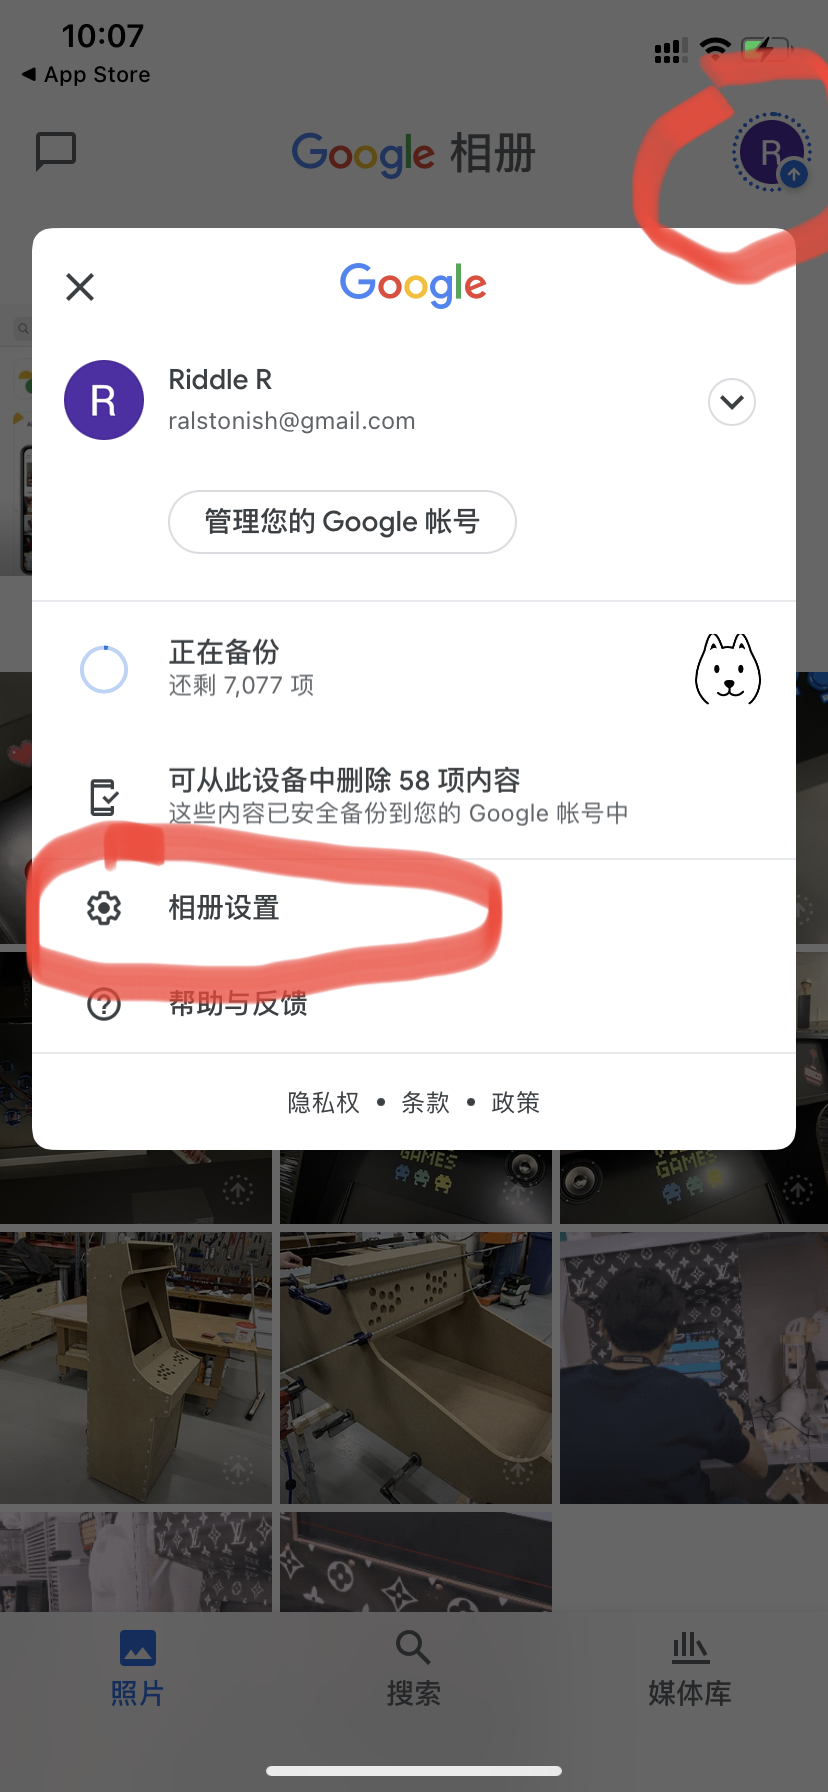 10:07
◀ App Store
Google 相册
R
Google
R
Riddle R
ralstonish@gmail.com
管理您的 Google 帐号
正在备份
还剩 7,077 项
可从此设备中删除 58 项内容
这些内容已安全备份到您的 Google 帐号中
相册设置
帮助与反馈
隐私权 • 条款 • 政策
GAMES
GAMES
照片
搜索
媒体库